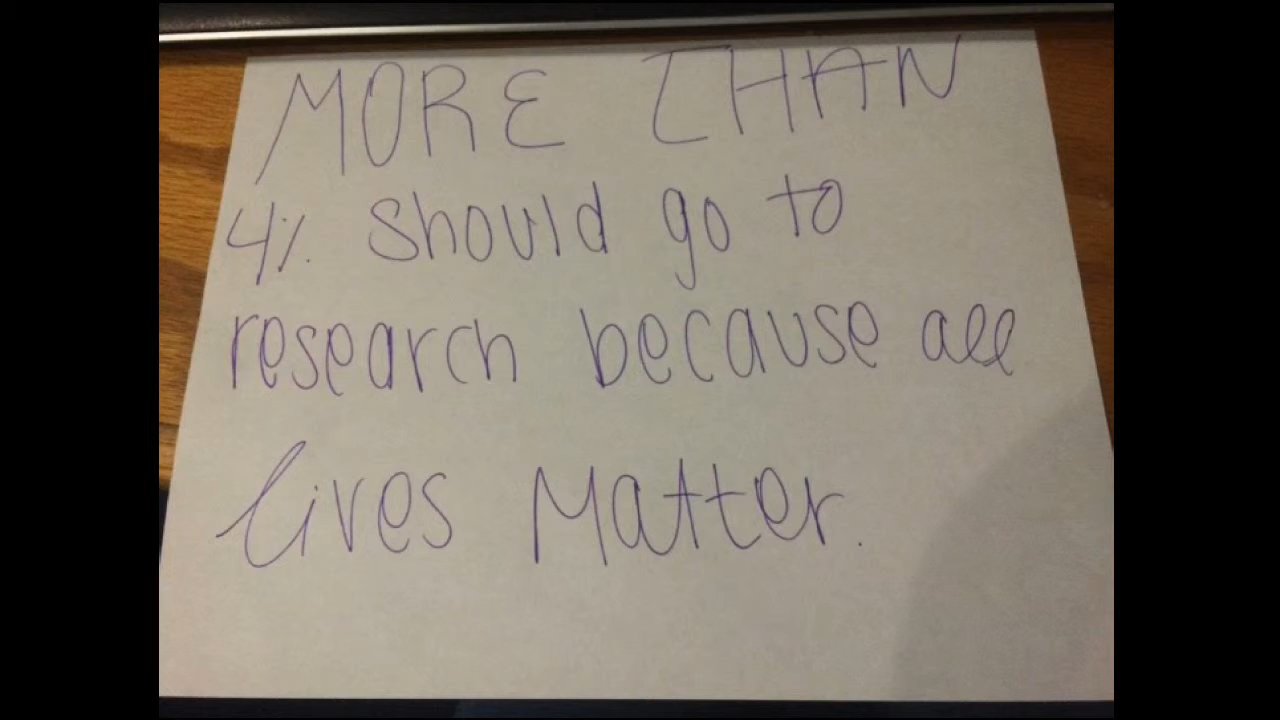 MORE THAN
4%. should go to
research because all
lives Matter.